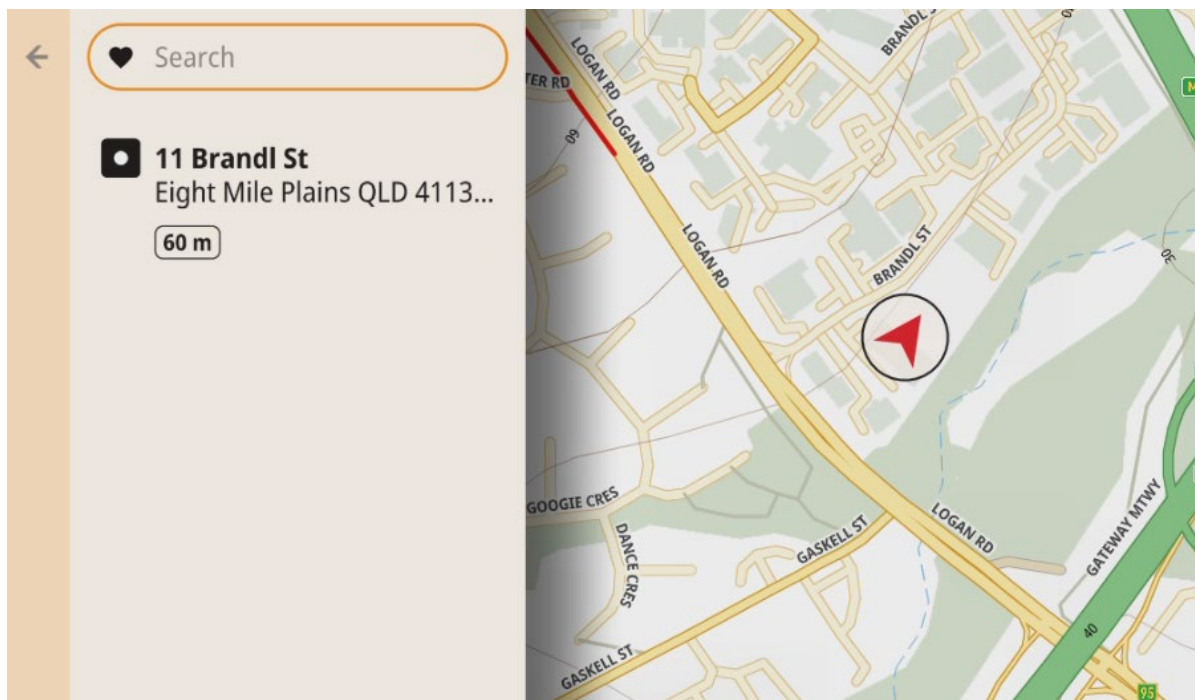 Search
11 Brandl St
Eight Mile Plains QLD 4113...
60 m
LOGAN RD
BRANDL S
TER RD
LOGAN RD
60
M
LOGAN RD
BRANDL ST
30
GOOGIE CRES
DANCE CRES
GASKELL ST
LOGAN RD
GATEWAY MTWY
GASKELL ST
40
95